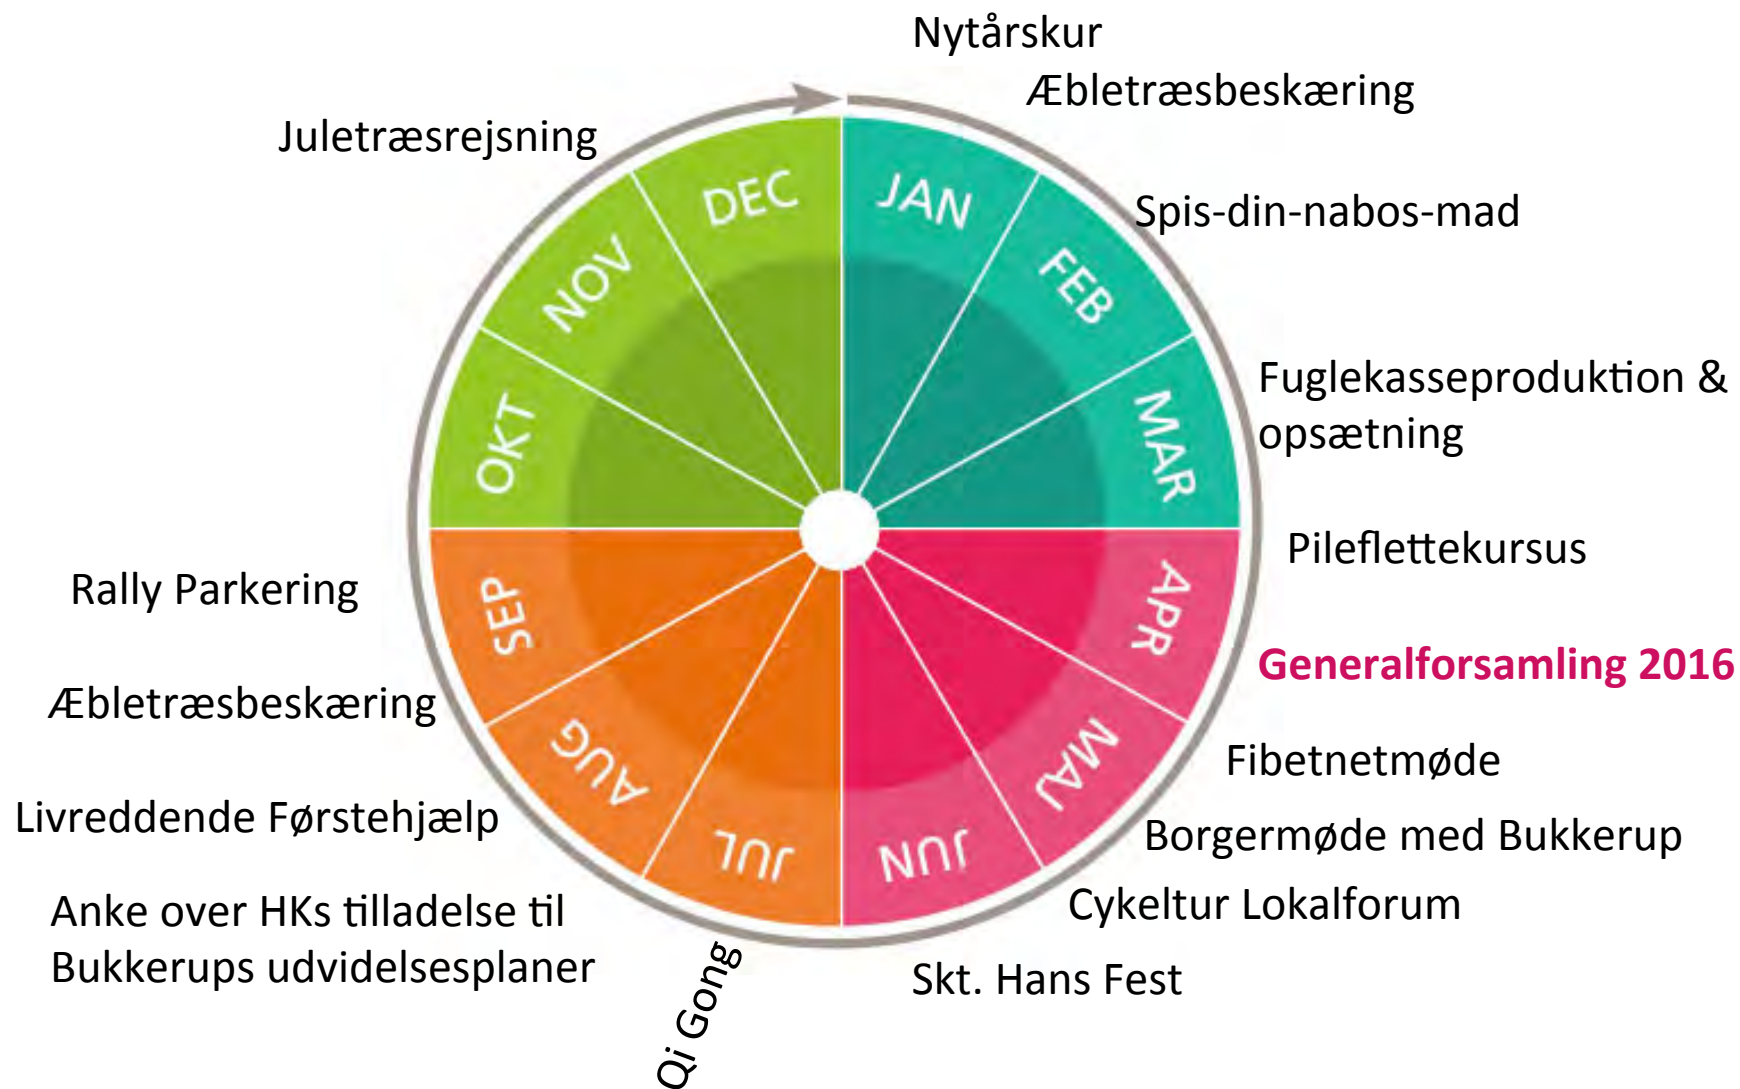 Nytårskur
Æbletræsbeskæring
Juletræsrejsning
DEC
JAN
Spis-din-nabos-mad
NOV
FEB
Fuglekasseproduktion &
opsætning
OKT
MAR
Pileflettekursus
Rally Parkering
SEP
APR
Generalforsamling 2016
Æbletræsbeskæring
AUG
MAJ
Fibetnetmøde
Livreddende Førstehjælp
JUL
JUN
Borgermøde med Bukkerup
Anke over HKs tilladelse til
Bukkerups udvidelsesplaner
Cykeltur Lokalforum
Qi Gong
Skt. Hans Fest